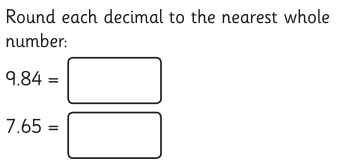 Round each decimal to the nearest whole
number:
9.84 =
7.65 =